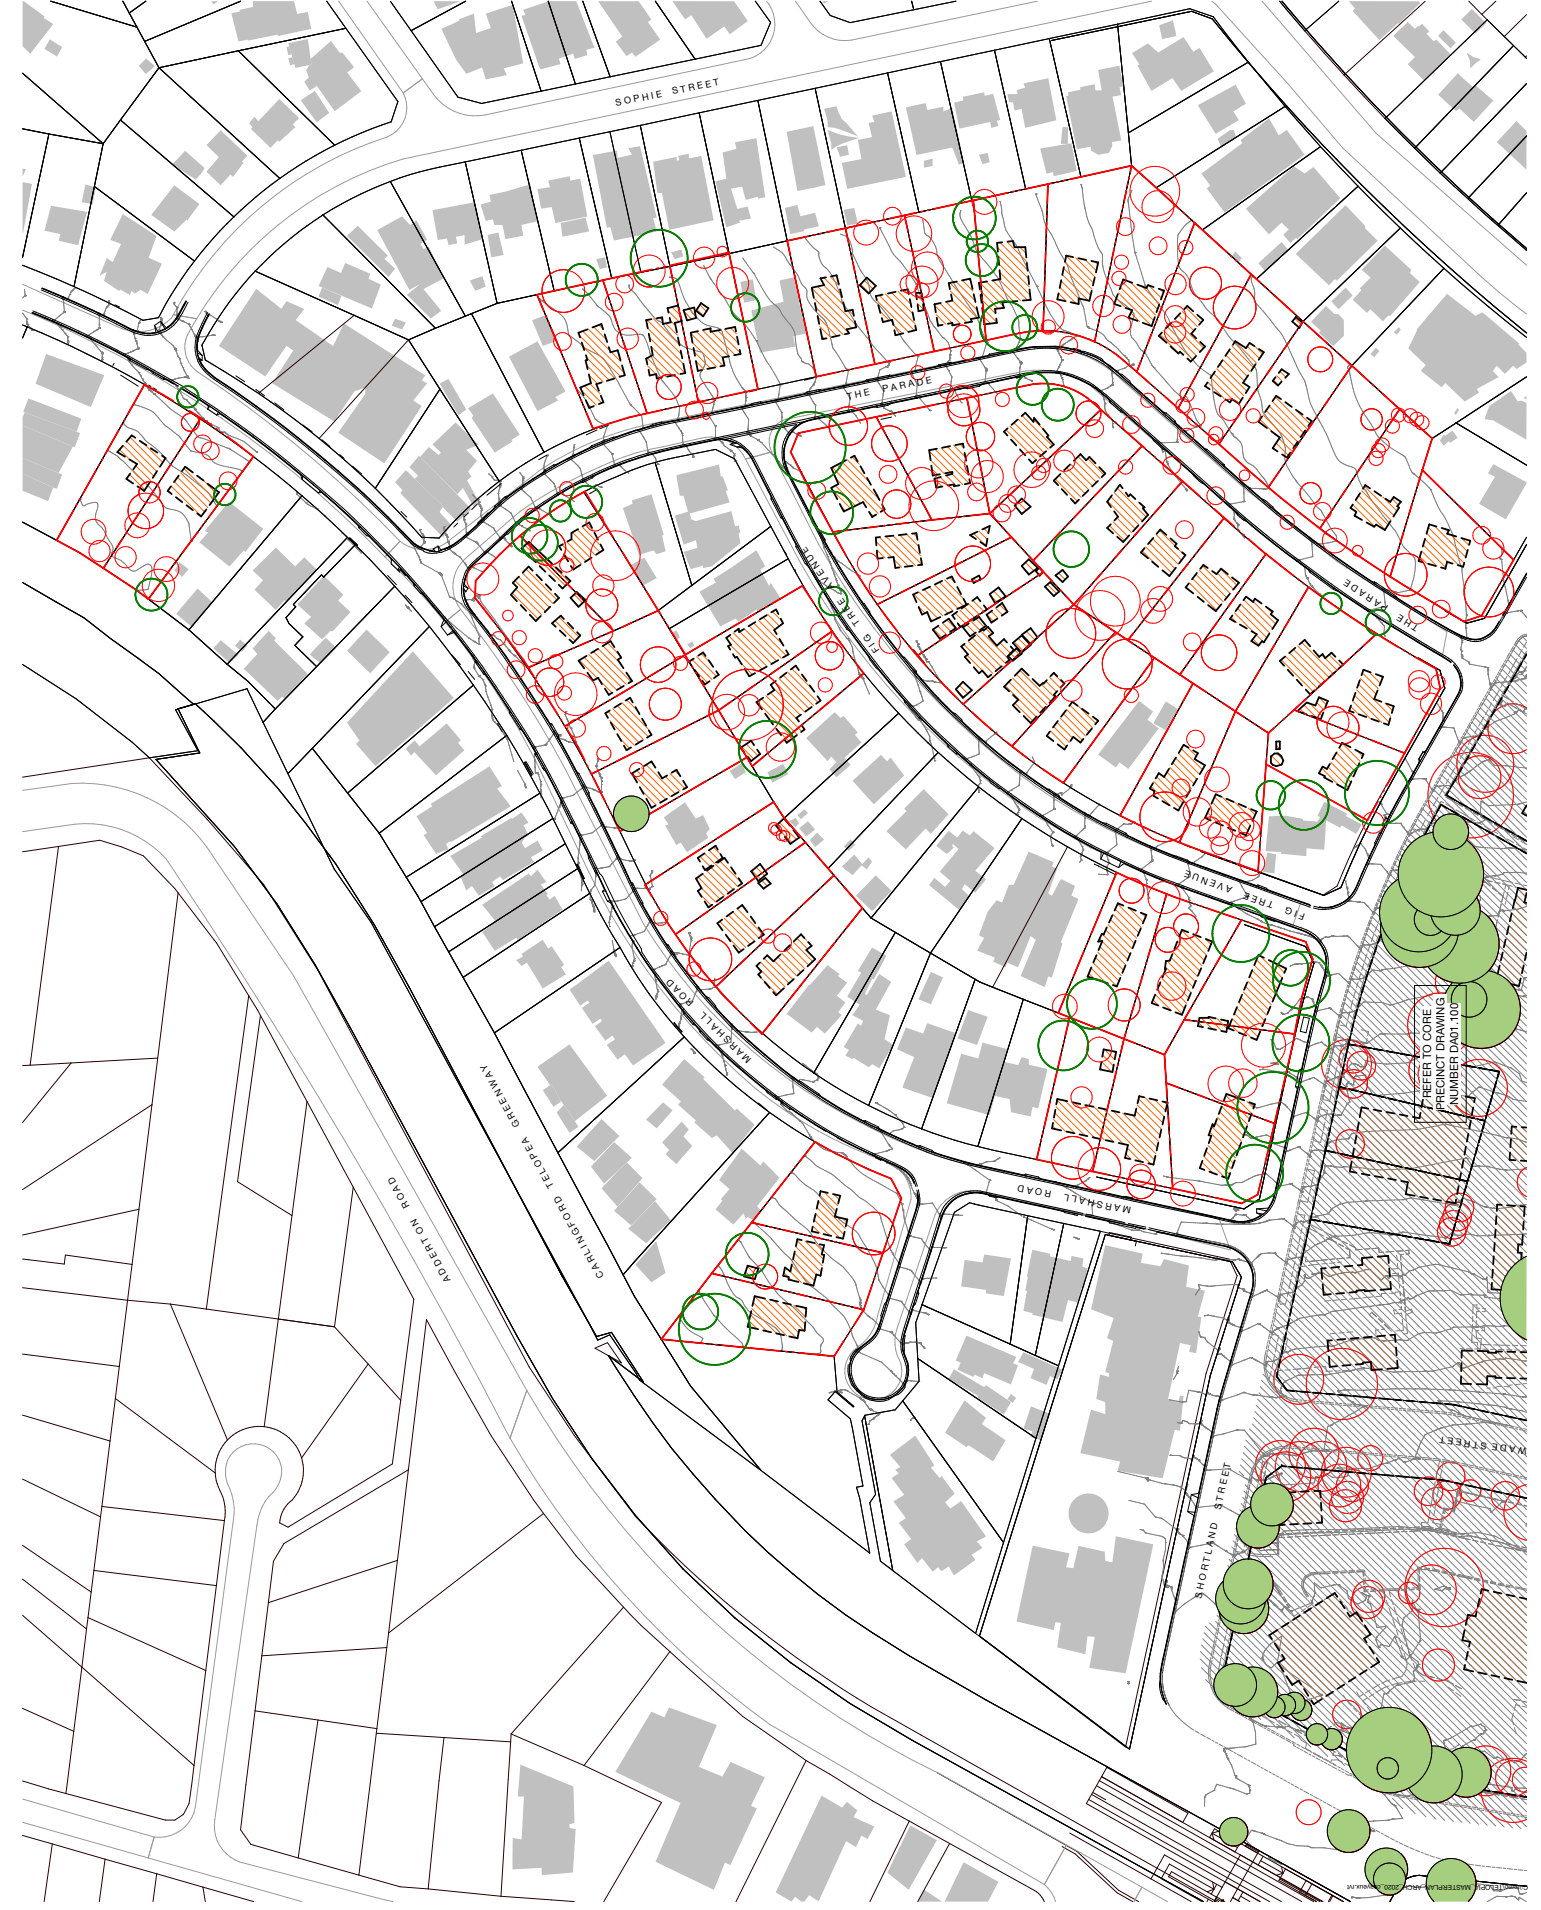 SOPHIE STREET
THE PARADE
FIG TREE AVENUE
THE PARADE
FIG TREE AVENUE
MARSHALL ROAD
REFER TO CORE
PRECINCT DRAWING
NUMBER DA01.100
CARLINGFORD TELOPEA GREENWAY
ADDERTON ROAD
MARSHALL ROAD
WADE STREET
SHORTLAND STREET